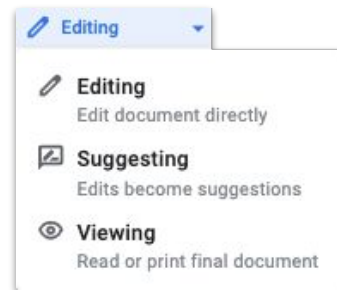 Editing
Editing
Edit document directly
Suggesting
Edits become suggestions
Viewing
Read or print final document